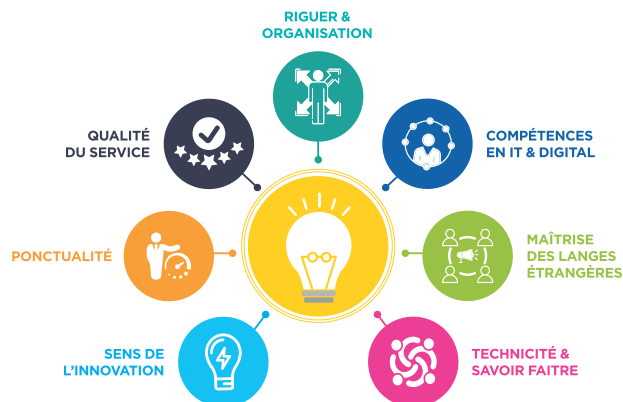 RIGUER &
ORGANISATION
QUALITÉ
DU SERVICE
COMPÉTENCES
EN IT & DIGITAL
PONCTUALITÉ
MAÎTRISE
DES LANGES
ÉTRANGÈRES
SENS DE
L'INNOVATION
TECHNICITÉ &
SAVOIR FAITRE